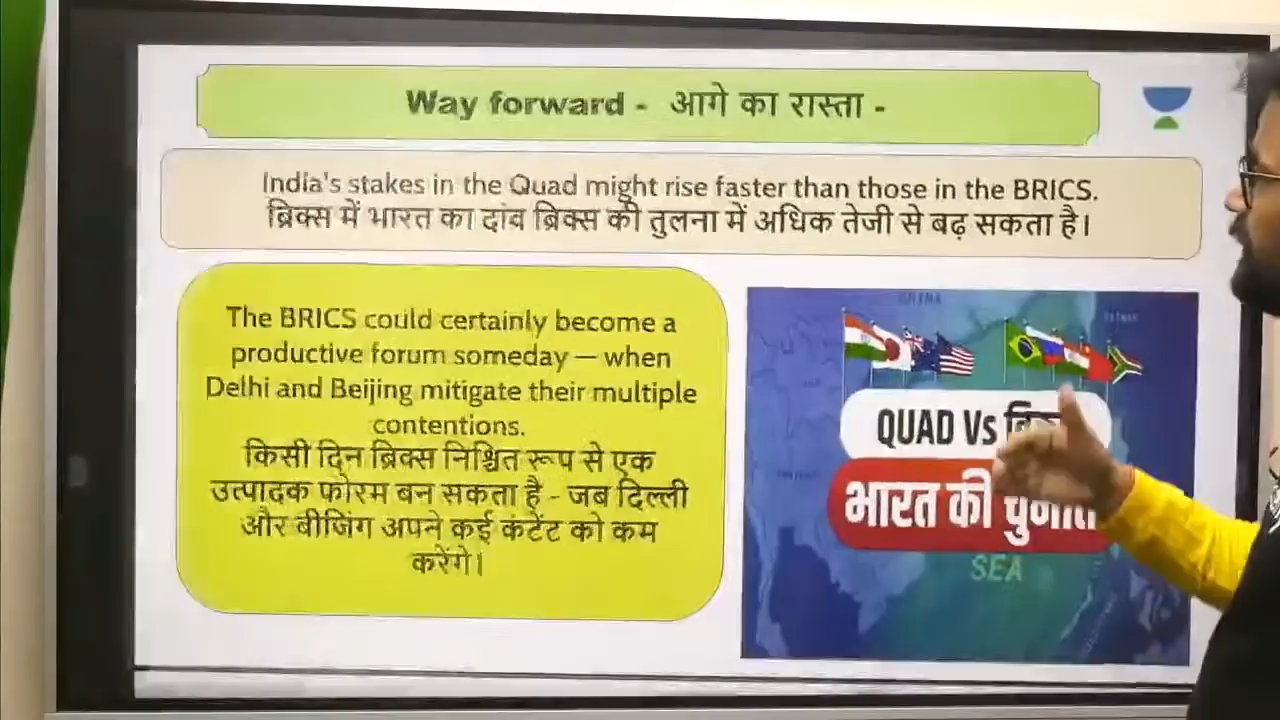 Way forward - आगे का रास्ता -
India's stakes in the Quad might rise faster than those in the BRICS.
ब्रिक्स में भारत का दांव ब्रिक्स की तुलना में अधिक तेजी से बढ़ सकता है।
The BRICS could certainly become a
productive forum someday — when
Delhi and Beijing mitigate their multiple
contentions.
किसी दिन ब्रिक्स निश्चित रूप से एक
उत्पादक फोरम बन सकता है - जब दिल्ली
और बीजिंग अपने कई कंटेंट को कम
करेंगे।
CHINA
QUAD Vs
भारत की
SEA